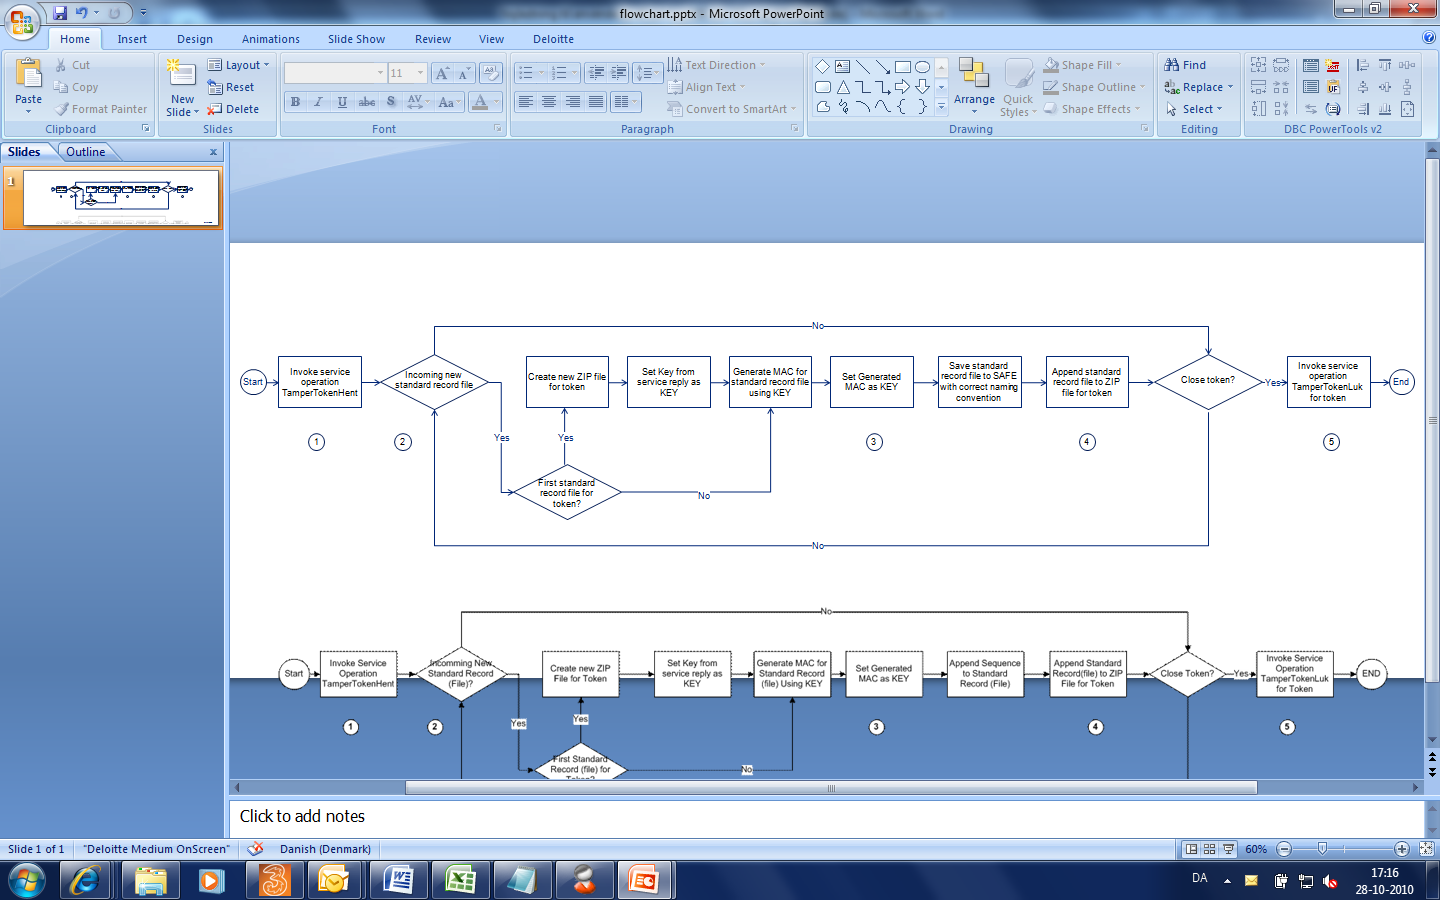 flowchart.pptx - Microsoft PowerPoint
Home Insert Design Animations Slide Show Review View Deloitte
Paste
Cut
Copy
Format Painter
Clipboard
New
Slide
Layout
Reset
Delete
Slides
11
B I U abc S AV Aa A
Font
Text Direction
Align Text
Convert to SmartArt
Paragraph
Arrange
Quick
Styles
Shape Fill
Shape Outline
Shape Effects
Drawing
Find
Replace
Select
Editing
DBC PowerTools v2
Slides Outline x
1
No
Start
Invoke service
operation
TamperTokenHent
Incoming new
standard record file
Create new ZIP file
for token
Set Key from
service reply as
KEY
Generate MAC for
standard record file
using KEY
Set Generated
MAC as KEY
Save standard
record file to SAFE
with correct naming
convention
Append standard
record file to ZIP
file for token
Close token?
Yes
Invoke service
operation
TamperTokenLuk
for token
End
1
2
Yes
Yes
3
4
5
First standard
record file for
token?
No
No
No
Start
Invoke Service
Operation
TamperTokenHent
Incomming New
Standard Record
(File)?
Create new ZIP
File for Token
Set Key from
service reply as
KEY
Generate MAC for
Standard Record
(file) Using KEY
Set Generated
MAC as KEY
Append Sequence
to Standard
Record (File)
Append Standard
Record(file) to ZIP
File for Token
Close Token?
Yes
Invoke Service
Operation
TamperTokenLuk
for Token
END
1
2
Yes
Yes
3
4
5
First Standard
Record (file) for
No
Click to add notes
Slide 1 of 1 "Deloitte Medium OnScreen" Danish (Denmark) 60%
DA
17:16
28-10-2010